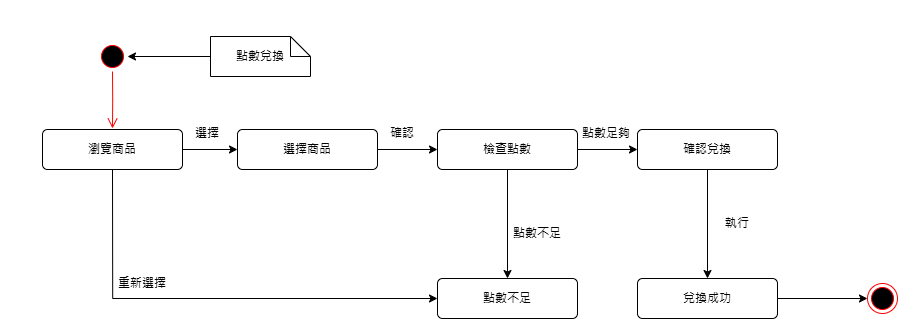 點數兌換
選擇
確認
點數足夠
瀏覽商品
選擇商品
檢查點數
確認兌換
執行
點數不足
重新選擇
點數不足
兌換成功